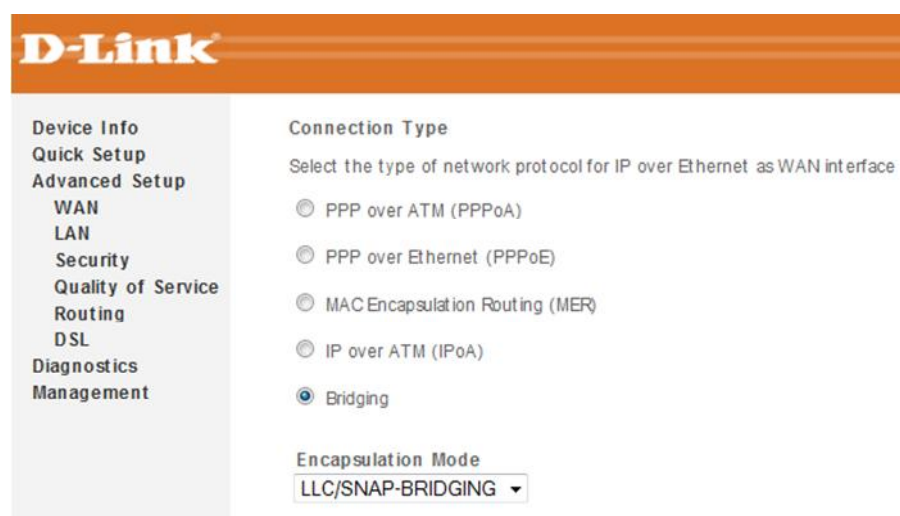 D-Link
Device Info
Quick Setup
Advanced Setup
WAN
LAN
Security
Quality of Service
Routing
DSL
Diagnostics
Management
Connection Type
Select the type of network protocol for IP over Ethernet as WAN interface
PPP over ATM (PPPoA)
PPP over Ethernet (PPPoE)
MAC Encapsulation Routing (MER)
IP over ATM (IPoA)
Bridging
Encapsulation Mode
LLC/SNAP-BRIDGING